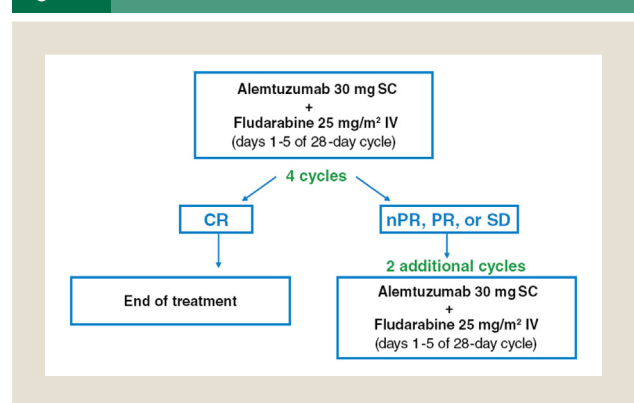 Alemtuzumab 30 mg SC
+
Fludarabine 25 mg/m² IV
(days 1-5 of 28-day cycle)
4 cycles
CR
nPR, PR, or SD
2 additional cycles
End of treatment
Alemtuzumab 30 mg SC
+
Fludarabine 25 mg/m² IV
(days 1-5 of 28-day cycle)